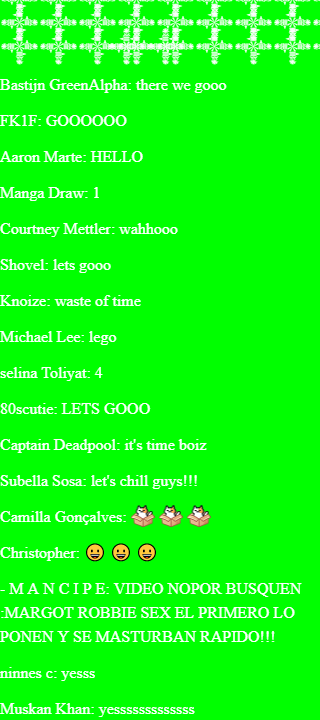 Bastijn GreenAlpha: there we gooo
FK1F: GOOOOOO
Aaron Marte: HELLO
Manga Draw: 1
Courtney Mettler: wahhooo
Shovel: lets gooo
Knoize: waste of time
Michael Lee: lego
selina Toliyat: 4
80scutie: LETS GOOO
Captain Deadpool: it's time boiz
Subella Sosa: let's chill guys!!!
Camilla Gonçalves:
Christopher: 😀 😀 😀
- M A N C I P E: VIDEO NOPOR BUSQUEN
:MARGOT ROBBIE SEX EL PRIMERO LO
PONEN Y SE MASTURBAN RAPIDO!!!
ninnes c: yesss
Muskan Khan: yesssssssssssss